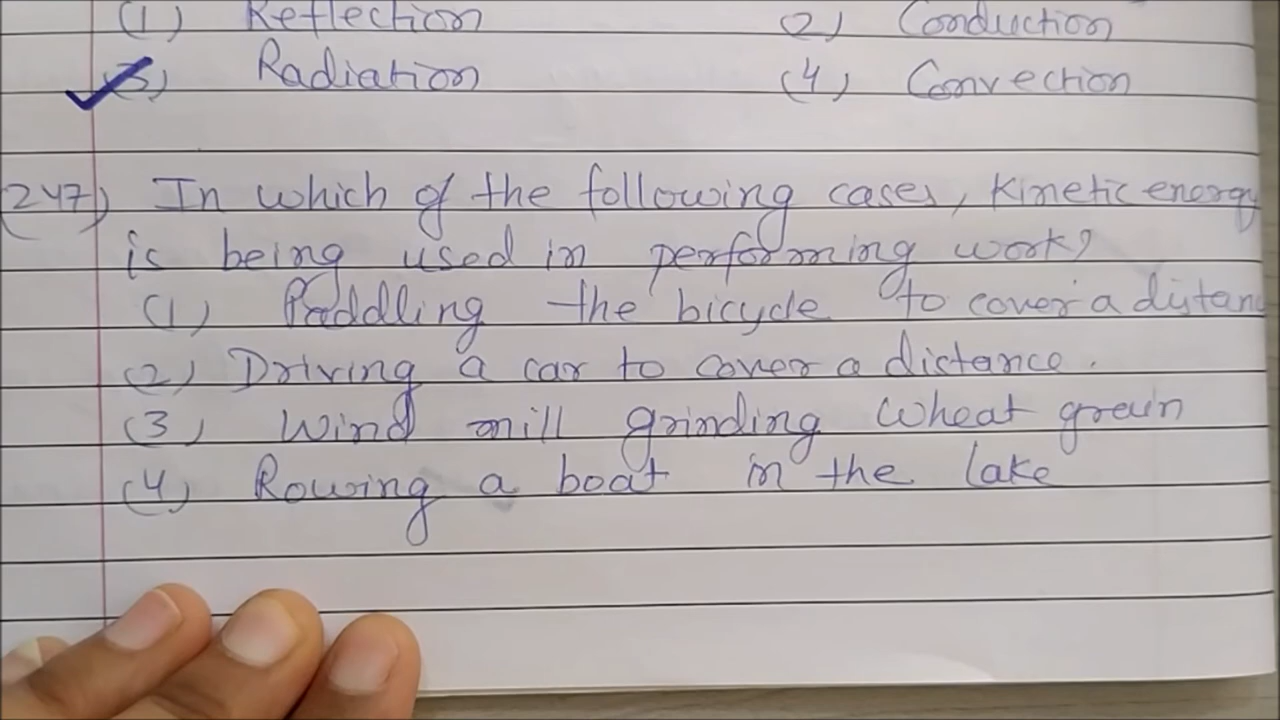 (1) Reflection 2) Conduction
(3) Radiation (4) Convection
247) In which of the following cases, Kinetic energy
is being used in performing work?
(1) Paddling the bicycle to cover a distanc
(2) Driving a car to cover a distance.
(3) Wind mill grinding wheat grain
(4) Rowing a boat in the lake